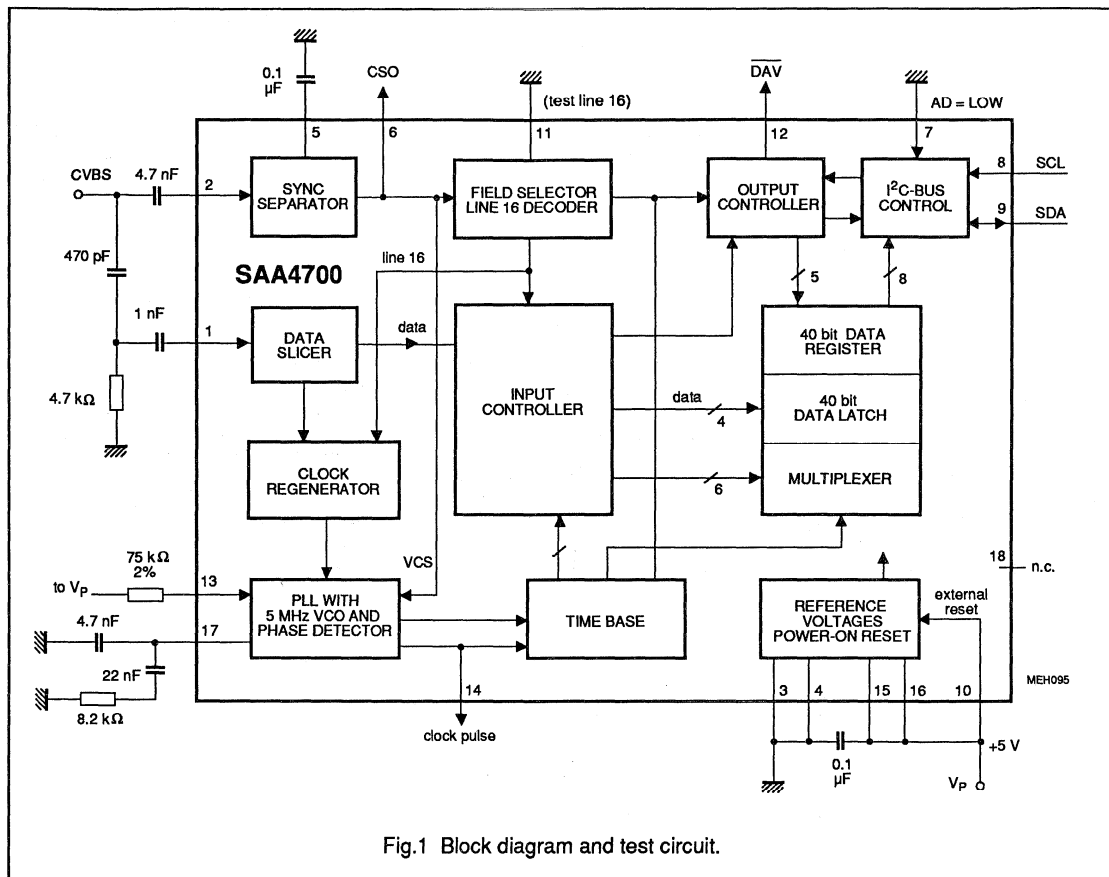 0.1
µF
CSO
(test line 16)
DAV
AD = LOW
5
6
11
12
7
CVBS
4.7 nF
2
SYNC
SEPARATOR
FIELD SELECTOR
LINE 16 DECODER
OUTPUT
CONTROLLER
I²C-BUS
CONTROL
8
SCL
9
SDA
470 pF
line 16
SAA4700
5
8
1 nF
1
DATA
SLICER
data
INPUT
CONTROLLER
40 bit DATA
REGISTER
4.7 kΩ
data
4
40 bit
DATA LATCH
CLOCK
REGENERATOR
6
MULTIPLEXER
VCS
18
n.c.
75 kΩ
2%
to VP
13
PLL WITH
5 MHz VCO AND
PHASE DETECTOR
TIME BASE
REFERENCE
VOLTAGES
POWER-ON RESET
external
reset
4.7 nF
17
22 nF
8.2 kΩ
14
clock pulse
3
4
15
16
10
MEH095
+5 V
0.1
µF
VP
Fig.1 Block diagram and test circuit.